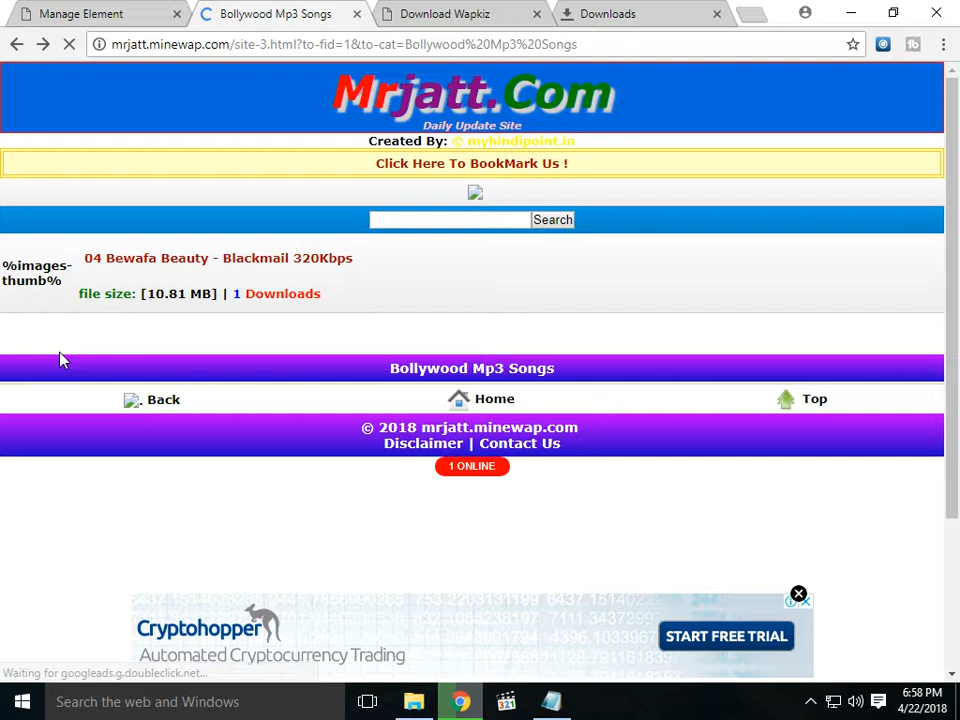 Manage Element
Bollywood Mp3 Songs
Download Wapkiz
Downloads
mrjatt.minewap.com/site-3.html?to-fid=1&to-cat=Bollywood%20Mp3%20Songs
Mrjatt.Com
Daily Update Site
Created By: © myhindipoint.in
Click Here To BookMark Us !
Search
%images-thumb%
04 Bewafa Beauty - Blackmail 320Kbps
file size: [10.81 MB] | 1 Downloads
Bollywood Mp3 Songs
. Back
Home
Top
© 2018 mrjatt.minewap.com
Disclaimer | Contact Us
1 ONLINE
Cryptohopper
START FREE TRIAL
Automated Cryptocurrency Trading
Waiting for googleads.g.doubleclick.net...
Search the web and Windows
321
6:58 PM
4/22/2018